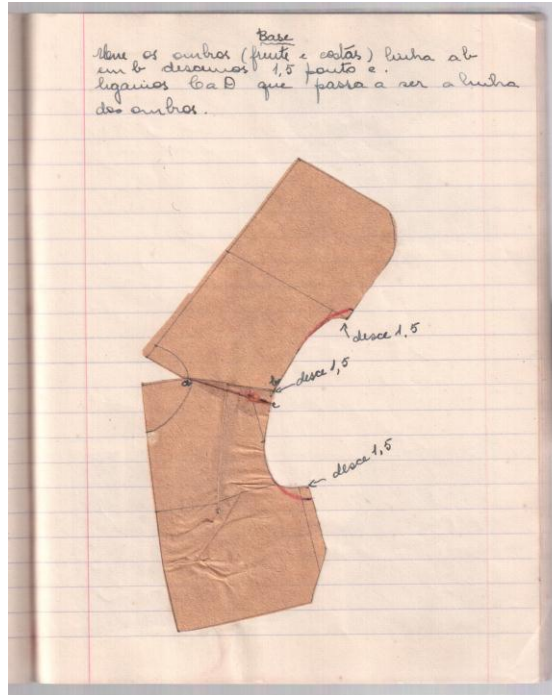 Base
Une os ombros (frente e costas) linha ab
em b descemos 1,5 ponto c.
ligamos C a D que passa a ser a linha
dos ombros.
desce 1,5
a
b
desce 1,5
c
desce 1,5
c